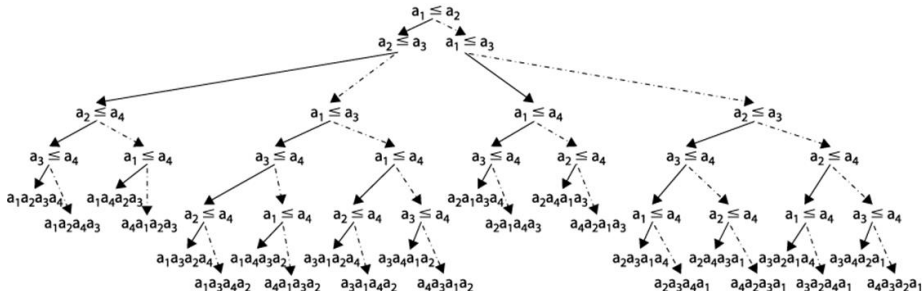 a₁ ≦ a₂
a₂ ≦ a₃ a₁ ≦ a₃
a₂ ≦ a₄ a₁ ≦ a₃ a₁ ≦ a₄ a₂ ≦ a₃
a₃ ≦ a₄ a₁ ≦ a₄ a₃ ≦ a₄ a₁ ≦ a₄ a₃ ≦ a₄ a₂ ≦ a₄ a₃ ≦ a₄ a₂ ≦ a₄
a₁a₂a₃a₄ a₁a₄a₂a₃ a₂a₁a₃a₄ a₂a₄a₁a₃
a₂ ≦ a₄ a₁ ≦ a₄ a₂ ≦ a₄ a₃ ≦ a₄ a₁ ≦ a₄ a₂ ≦ a₄ a₁ ≦ a₄ a₃ ≦ a₄
a₁a₂a₄a₃ a₄a₁a₂a₃ a₂a₁a₄a₃ a₄a₂a₁a₃
a₁a₃a₂a₄ a₁a₄a₃a₂ a₃a₁a₂a₄ a₃a₄a₁a₂ a₂a₃a₁a₄ a₂a₄a₃a₁ a₃a₂a₁a₄ a₃a₄a₂a₁
a₁a₃a₄a₂ a₄a₁a₃a₂ a₃a₁a₄a₂ a₄a₃a₁a₂ a₂a₃a₄a₁ a₄a₂a₃a₁ a₃a₂a₄a₁ a₄a₃a₂a₁